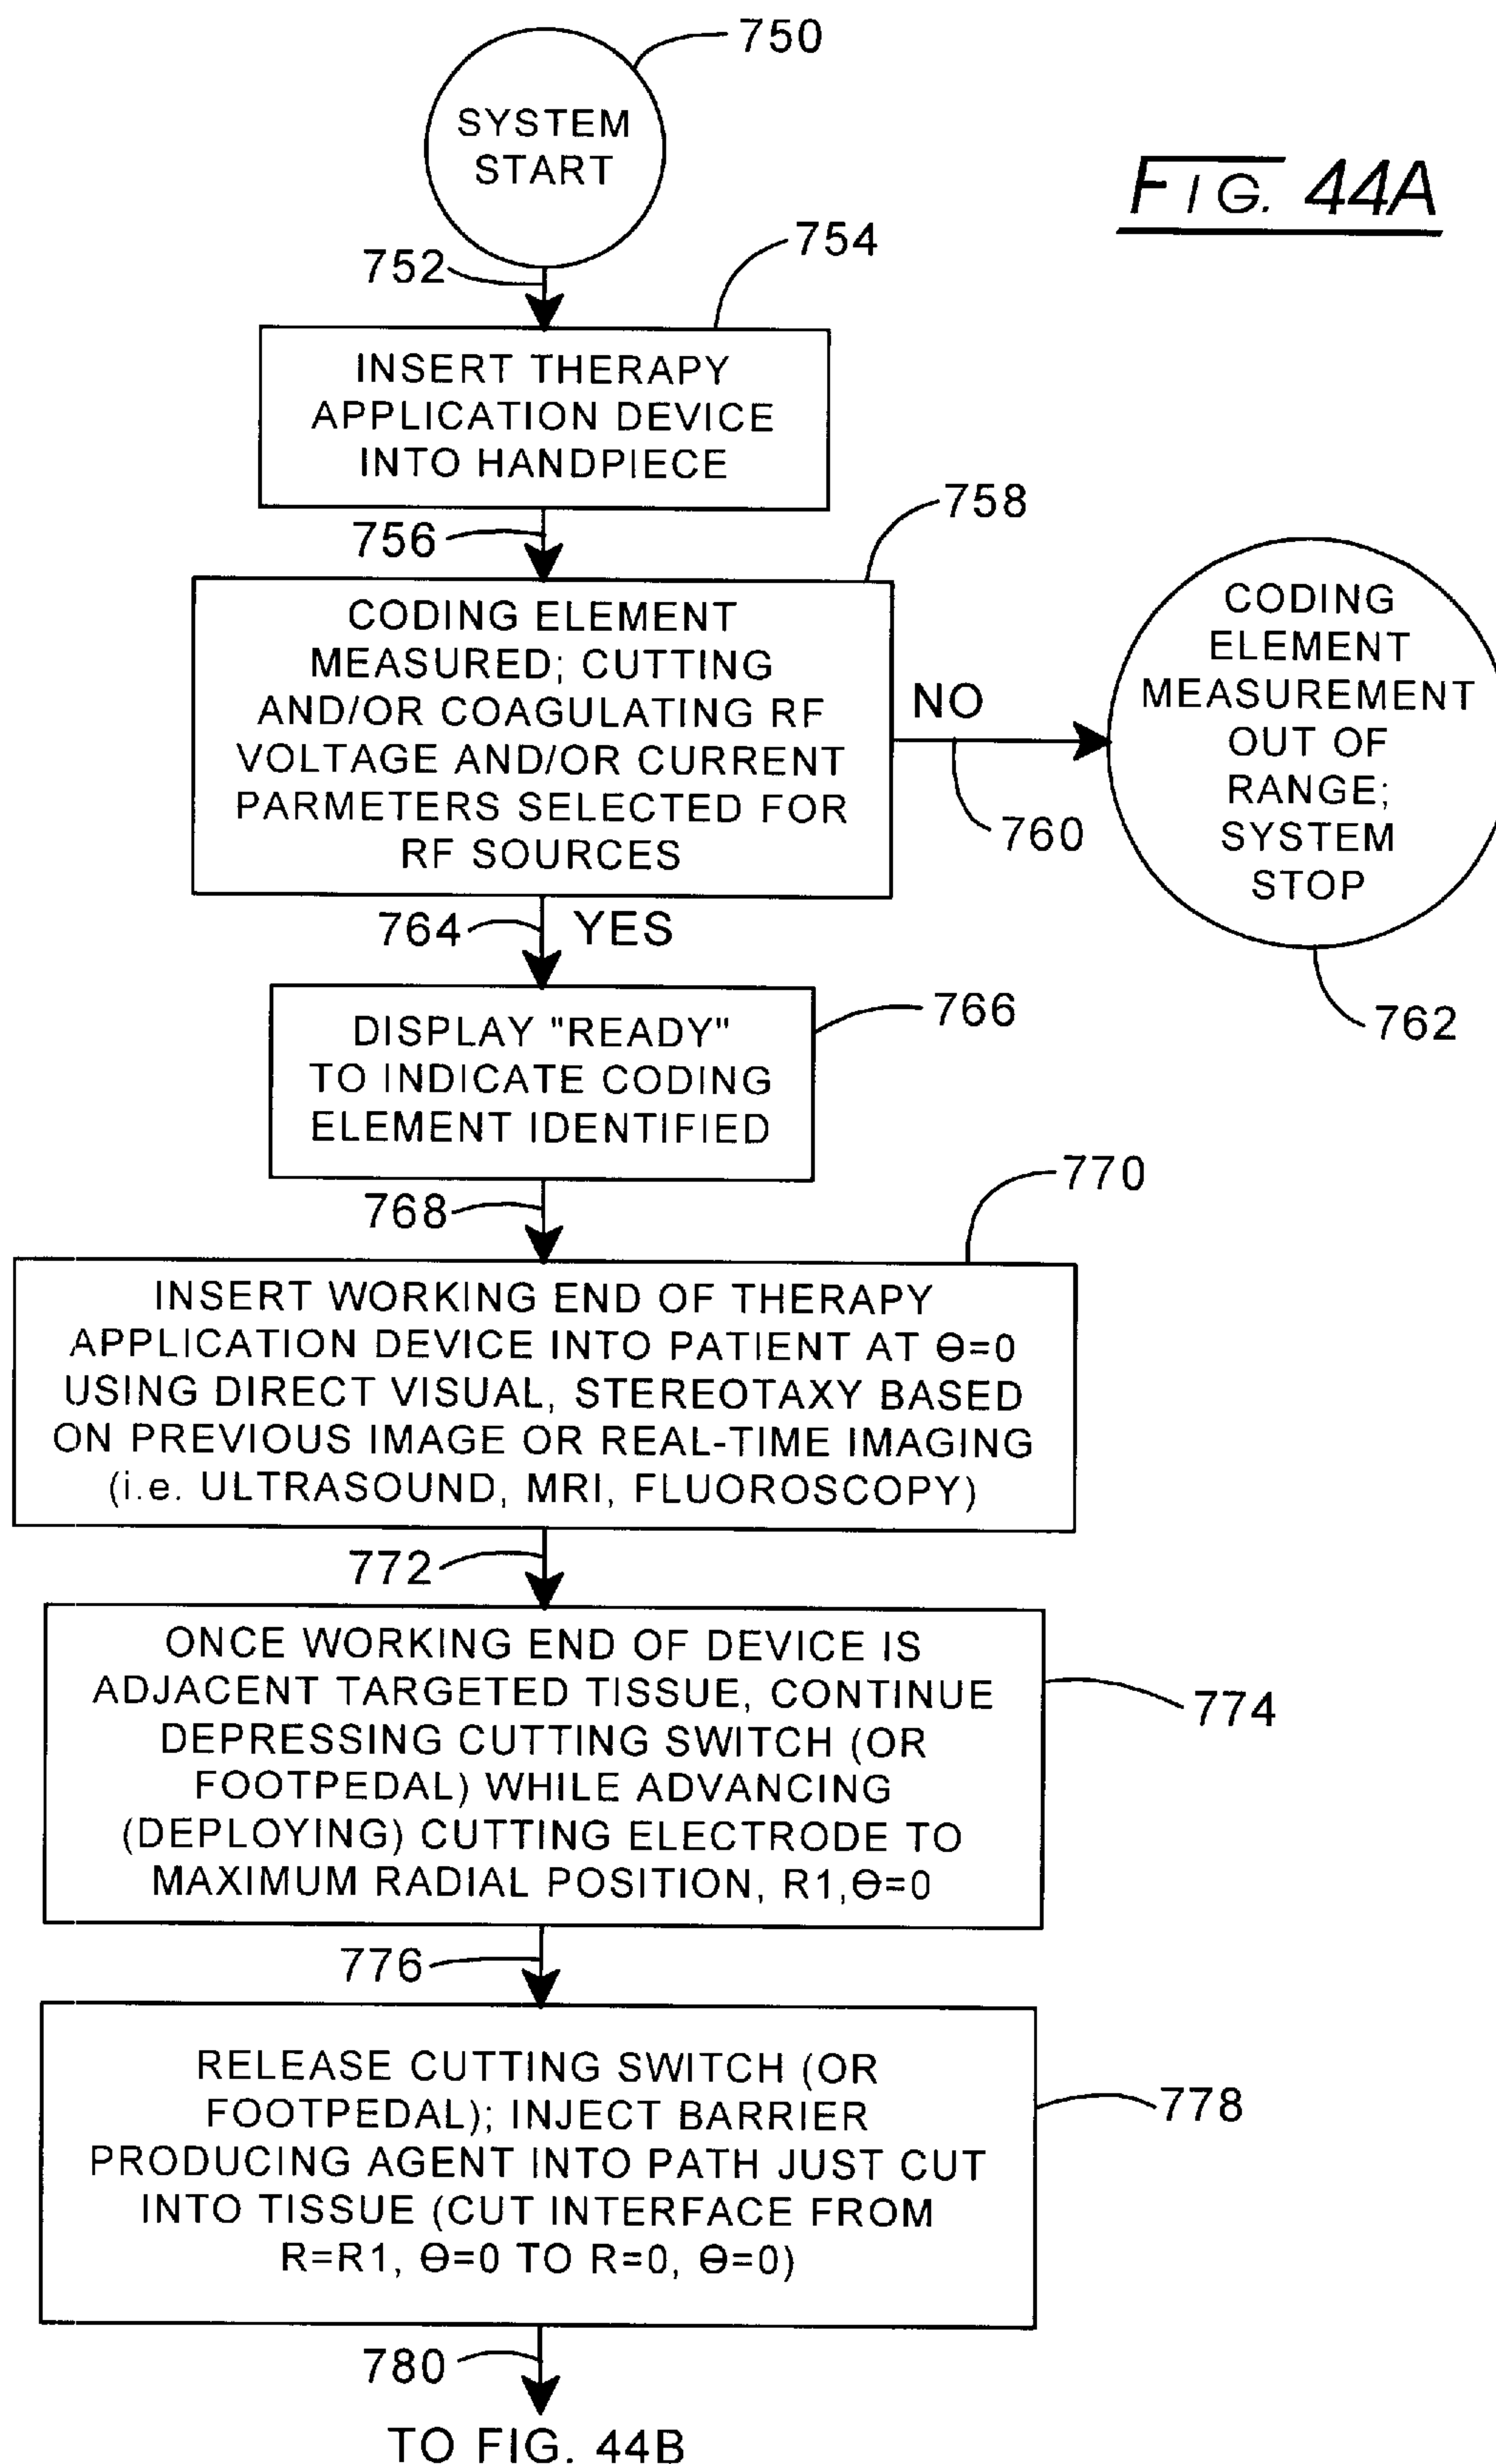 750
SYSTEM
START
FIG. 44A
752
754
INSERT THERAPY
APPLICATION DEVICE
INTO HANDPIECE
756
758
CODING ELEMENT
MEASURED; CUTTING
AND/OR COAGULATING RF
VOLTAGE AND/OR CURRENT
PARMETERS SELECTED FOR
RF SOURCES
NO
760
CODING
ELEMENT
MEASUREMENT
OUT OF
RANGE;
SYSTEM
STOP
762
764
YES
766
DISPLAY "READY"
TO INDICATE CODING
ELEMENT IDENTIFIED
768
770
INSERT WORKING END OF THERAPY
APPLICATION DEVICE INTO PATIENT AT Θ=0
USING DIRECT VISUAL, STEREOTAXY BASED
ON PREVIOUS IMAGE OR REAL-TIME IMAGING
(i.e. ULTRASOUND, MRI, FLUOROSCOPY)
772
ONCE WORKING END OF DEVICE IS
ADJACENT TARGETED TISSUE, CONTINUE
DEPRESSING CUTTING SWITCH (OR
FOOTPEDAL) WHILE ADVANCING
(DEPLOYING) CUTTING ELECTRODE TO
MAXIMUM RADIAL POSITION, R1,Θ=0
774
776
RELEASE CUTTING SWITCH (OR
FOOTPEDAL); INJECT BARRIER
PRODUCING AGENT INTO PATH JUST CUT
INTO TISSUE (CUT INTERFACE FROM
R=R1, Θ=0 TO R=0, Θ=0)
778
780
TO FIG. 44B